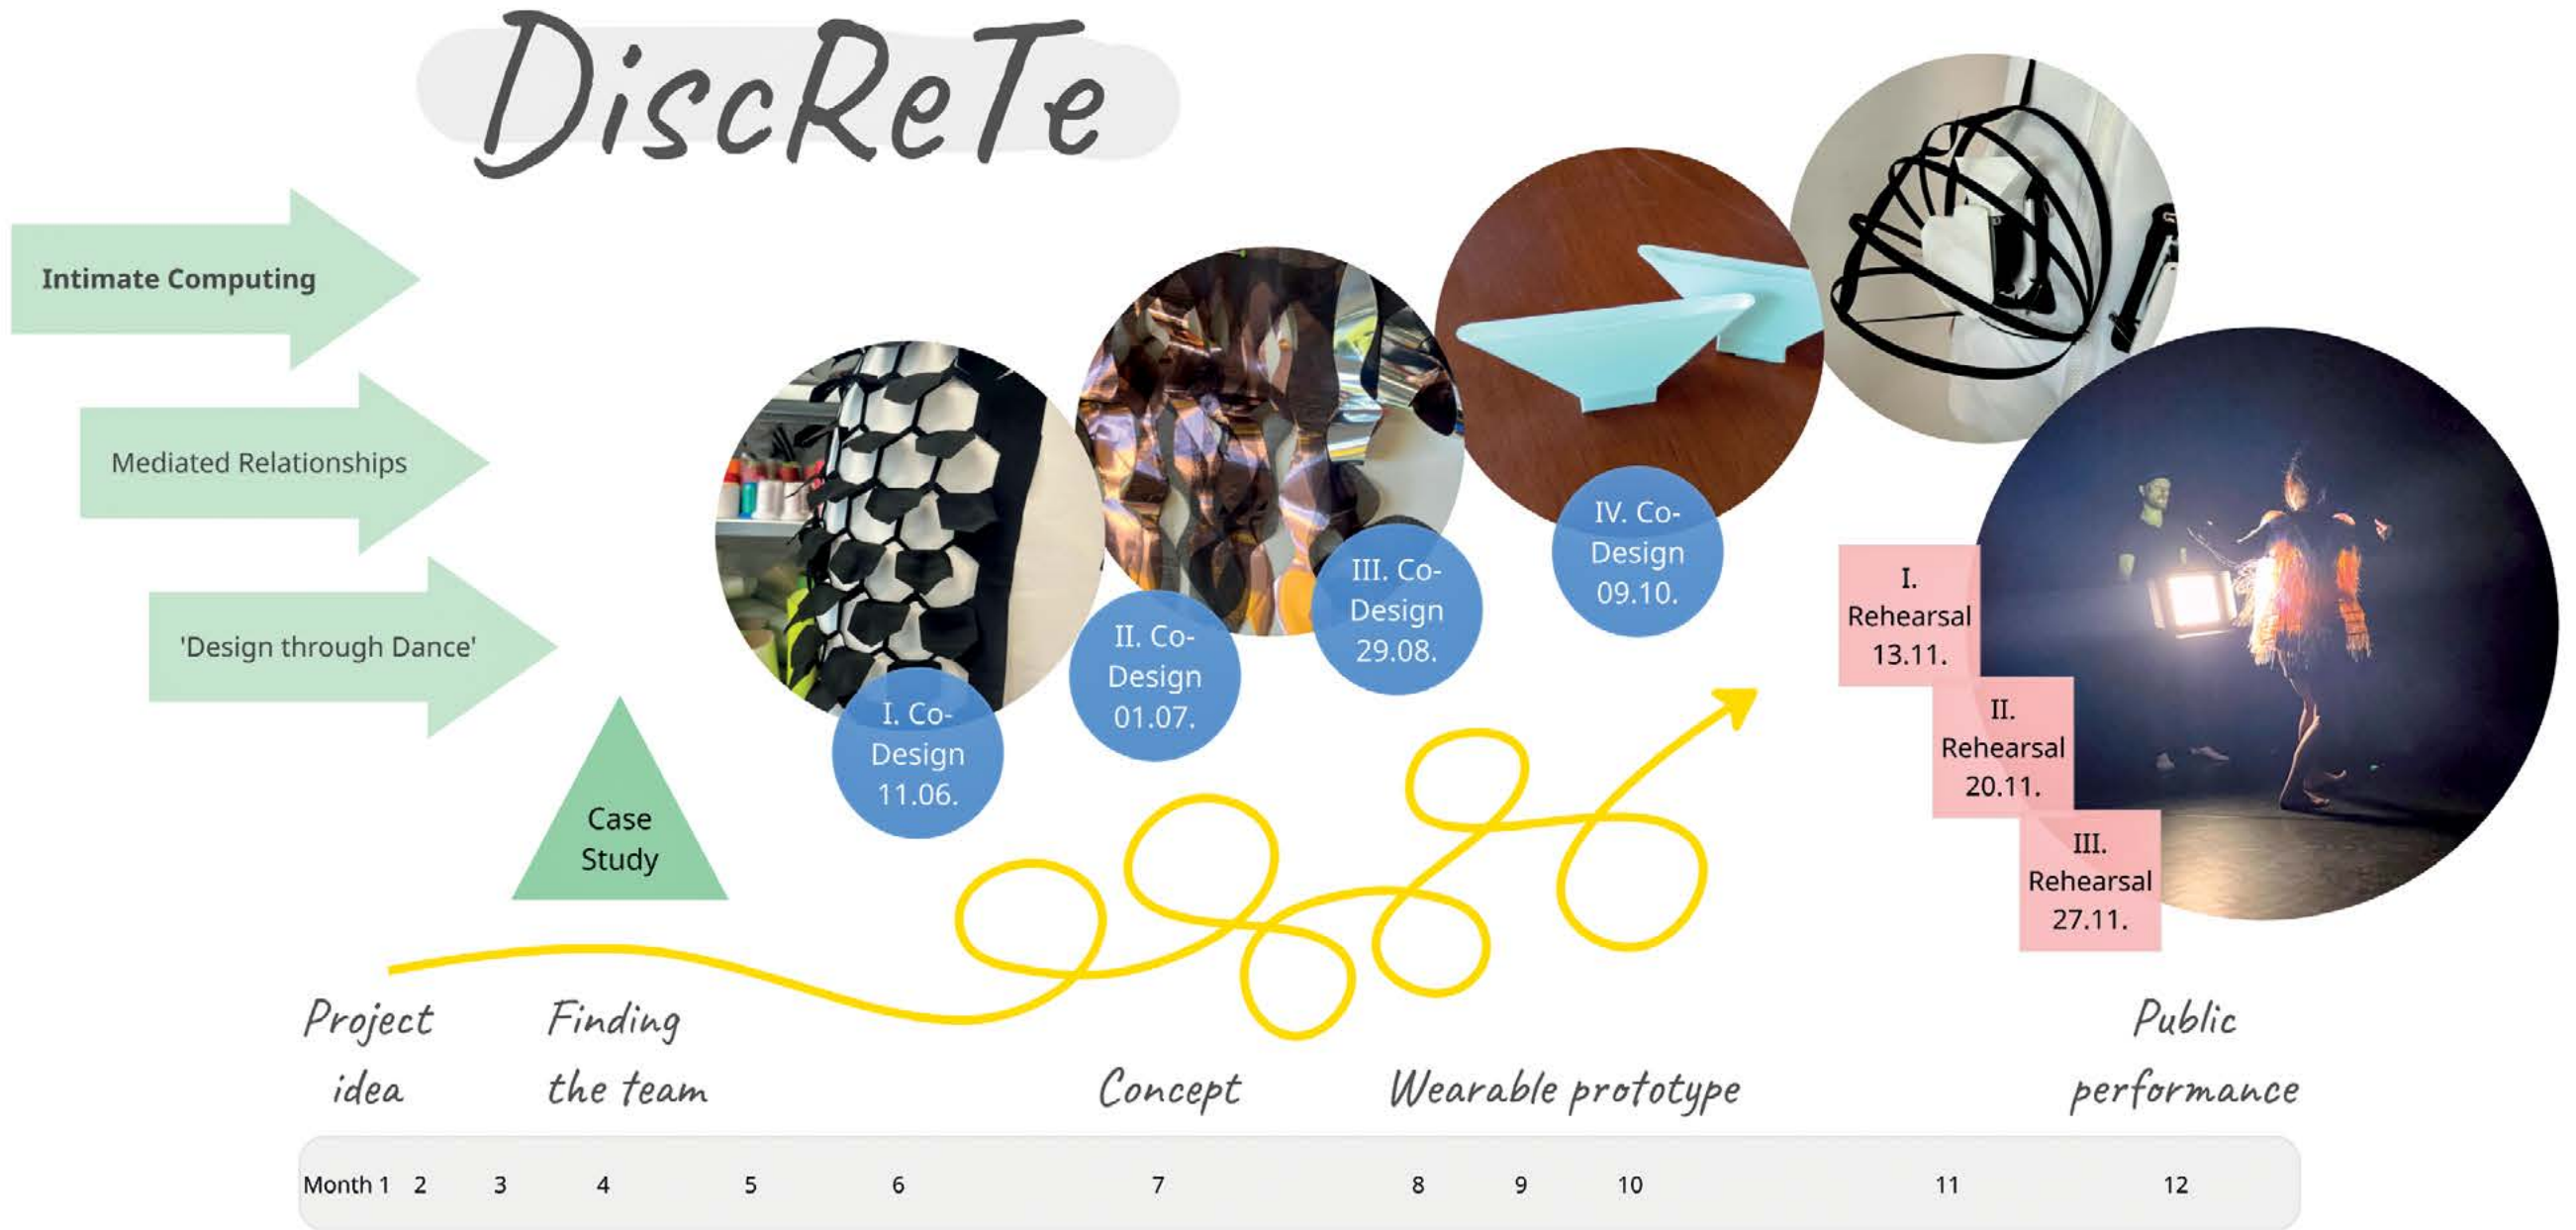 DiscReTe
Intimate Computing
Mediated Relationships
'Design through Dance'
Case
Study
I. Co-
Design
11.06.
II. Co-
Design
01.07.
III. Co-
Design
29.08.
IV. Co-
Design
09.10.
I.
Rehearsal
13.11.
II.
Rehearsal
20.11.
III.
Rehearsal
27.11.
Project
idea
Finding
the team
Concept
Wearable prototype
Public
performance
Month 1 2 3 4 5 6 7 8 9 10 11 12